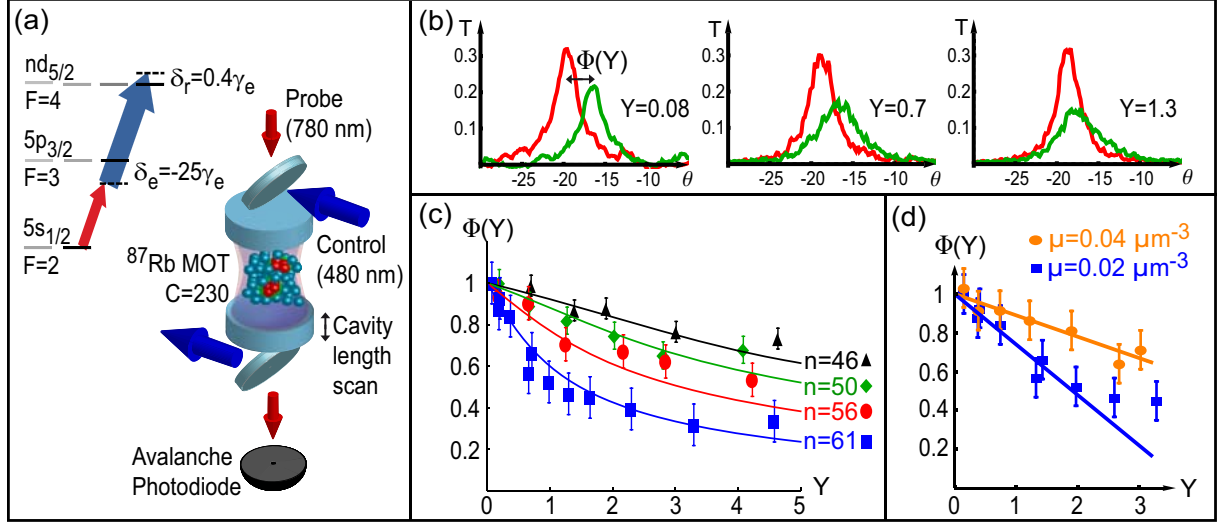 (a)
nd5/2
F=4
δr=0.4γe
5p3/2
F=3
δe=-25γe
5s1/2
F=2
Probe
(780 nm)
Control
(480 nm)
87Rb MOT
C=230
Cavity
length
scan
Avalanche
Photodiode
(b)
T
0.3
0.2
0.1
Φ(Y)
Y=0.08
-25 -20 -15 -10 θ
T
0.3
0.2
0.1
Y=0.7
-25 -20 -15 -10 θ
T
0.3
0.2
0.1
Y=1.3
-25 -20 -15 -10 θ
(c)
Φ(Y)
1
0.8
0.6
0.4
0.2
n=46
n=50
n=56
n=61
0 1 2 3 4 5 Y
(d)
Φ(Y)
μ=0.04 μm-3
μ=0.02 μm-3
1
0.8
0.6
0.4
0.2
0 1 2 3 Y